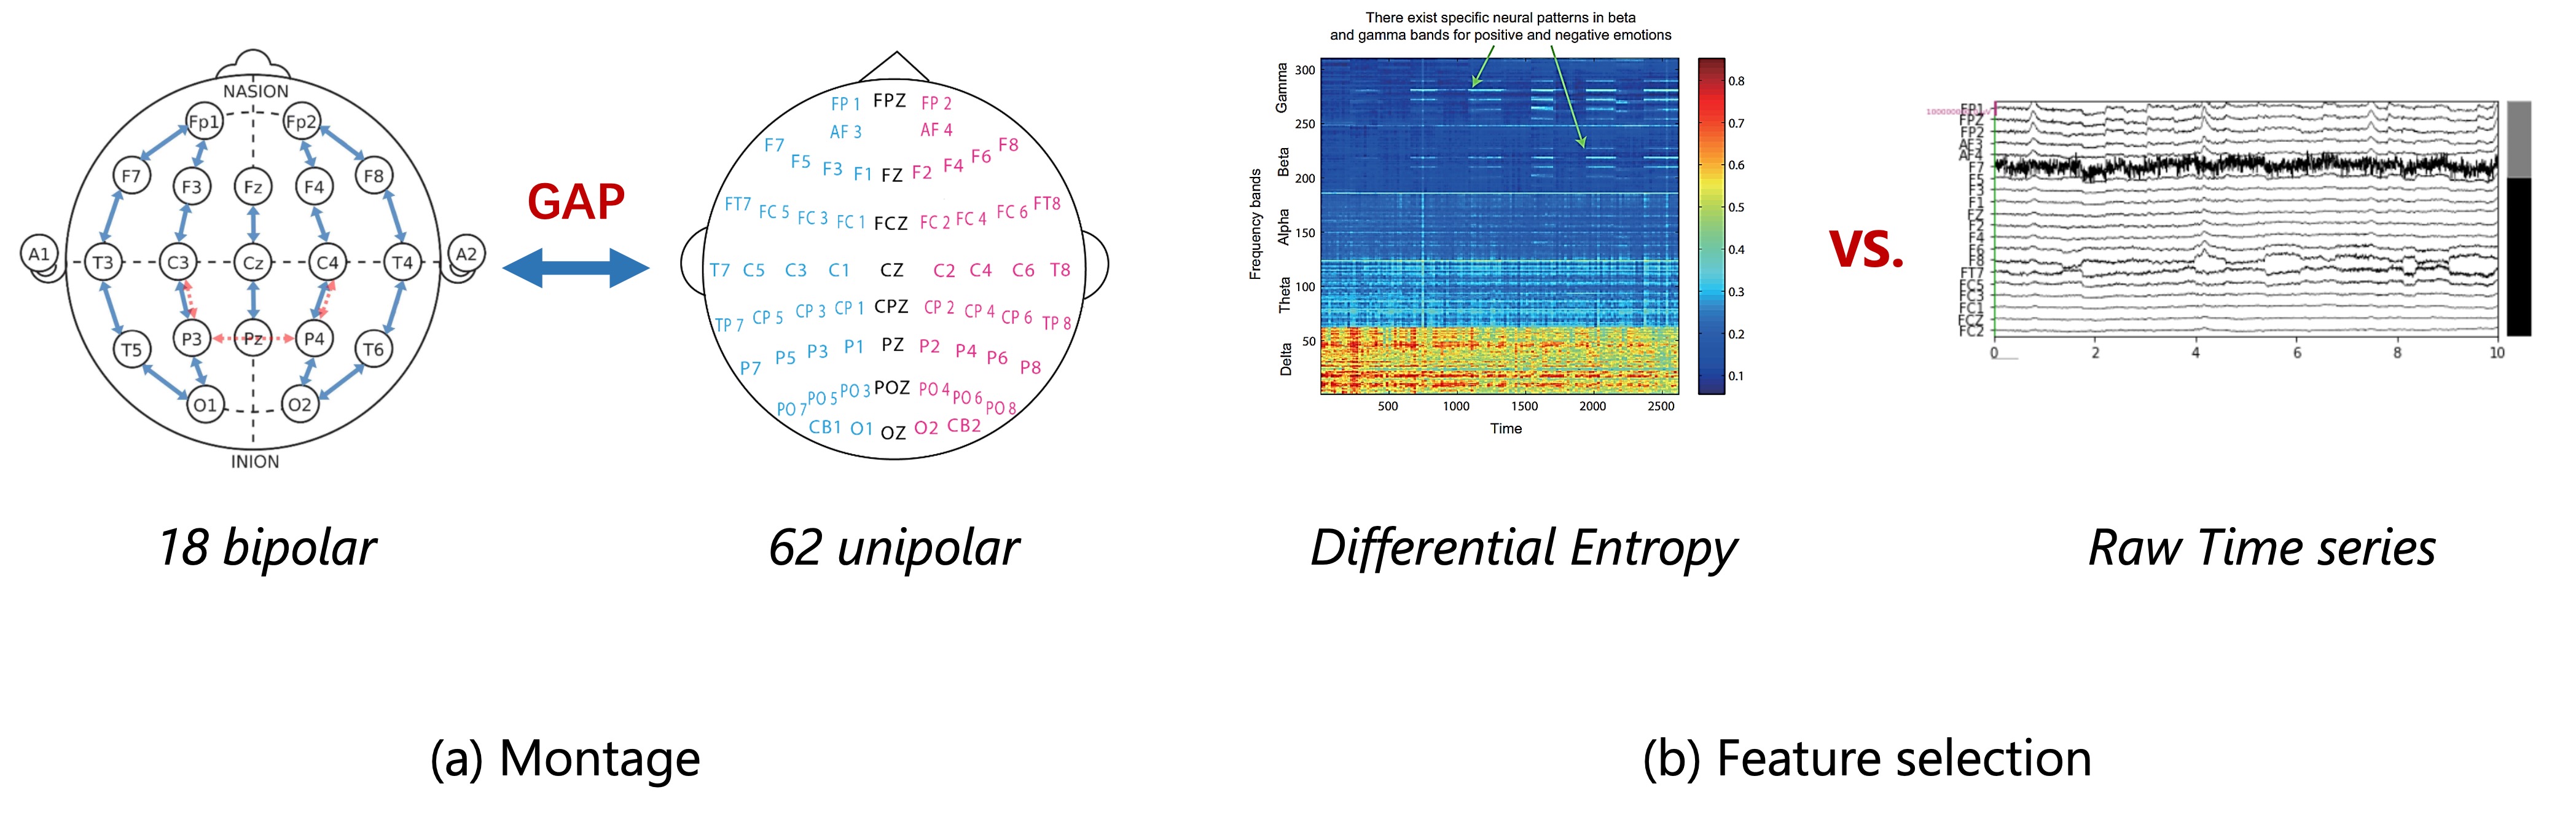 NASION
Fp1 Fp2
F7 F3 Fz F4 F8
A1 T3 C3 Cz C4 T4 A2
T5 P3 Pz P4 T6
O1 O2
INION
18 bipolar
GAP
FP 1 FPZ FP 2
AF 3 AF 4
F7 F5 F3 F1 FZ F2 F4 F6 F8
FT7 FC 5 FC 3 FC 1 FCZ FC 2 FC 4 FC 6 FT8
T7 C5 C3 C1 CZ C2 C4 C6 T8
TP 7 CP 5 CP 3 CP 1 CPZ CP 2 CP 4 CP 6 TP 8
P7 P5 P3 P1 PZ P2 P4 P6 P8
PO 7 PO 5 PO 3 POZ PO 4 PO 6 PO 8
CB1 O1 OZ O2 CB2
62 unipolar
(a) Montage
There exist specific neural patterns in beta
and gamma bands for positive and negative emotions
Frequency bands
Gamma
Beta
Alpha
Theta
Delta
300
250
200
150
100
50
500 1000 1500 2000 2500
Time
0.8
0.7
0.6
0.5
0.4
0.3
0.2
0.1
Differential Entropy
VS.
FP1
FPZ
FP2
AF3
AF4
F7
F5
F3
F1
FZ
F2
F4
F6
F8
FT7
FC5
FC3
FC1
FCZ
FC2
0 2 4 6 8 10
Raw Time series
(b) Feature selection